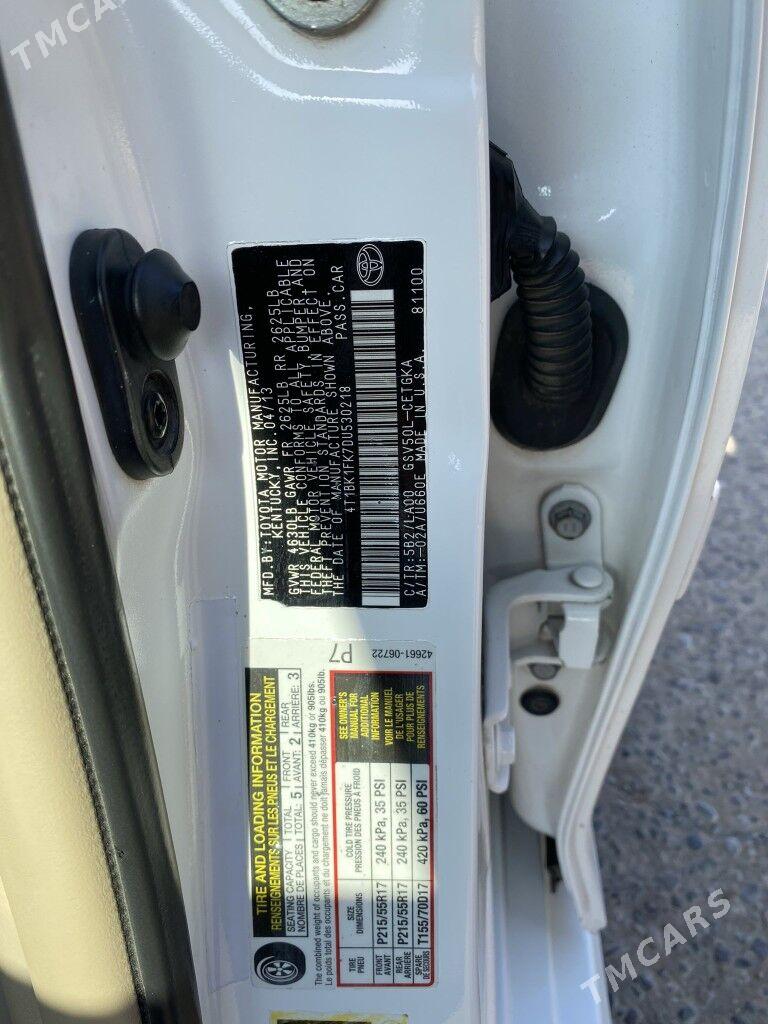 TMCARS
MFD.BY: TOYOTA MOTOR MANUFACTURING,
KENTUCKY, INC. 04/13
GVWR 4630LB GAWR FR 2625LB RR 2625LB
THIS VEHICLE CONFORMS TO ALL APPLICABLE
FEDERAL MOTOR VEHICLE SAFETY, BUMPER AND
THEFT PREVENTION STANDARDS IN EFFECT ON
THE DATE OF MANUFACTURE SHOWN ABOVE.
4T1BK1FK7DU530218 PASS.CAR
C/TR:5B2/LA00 GSV50L-CETGKA
A/TM:-02A/U660E MADE IN U.S.A. 81100
TIRE AND LOADING INFORMATION
RENSEIGNEMENTS SUR LES PNEUS ET LE CHARGEMENT
SEATING CAPACITY TOTAL 5 FRONT 2 REAR 3
NOMBRE DE PLACES TOTAL: AVANT: ARRIÈRE:
The combined weight of occupants and cargo should never exceed 410kg or 905lbs.
Le poids total des occupants et du chargement ne doit jamais dépasser 410kg ou 905lb.
P7
42661-06722
TIRE SIZE COLD TIRE PRESSURE
PNEU DIMENSIONS PRESSION DES PNEUS À FROID
FRONT AVANT P215/55R17 240 kPa, 35 PSI
REAR ARRIÈRE P215/55R17 240 kPa, 35 PSI
SPARE DE SECOURS T155/70D17 420 kPa, 60 PSI
SEE OWNER'S
MANUAL FOR
ADDITIONAL
INFORMATION
VOIR LE MANUEL
DE L'USAGER
POUR PLUS DE
RENSEIGNEMENTS
TMCARS